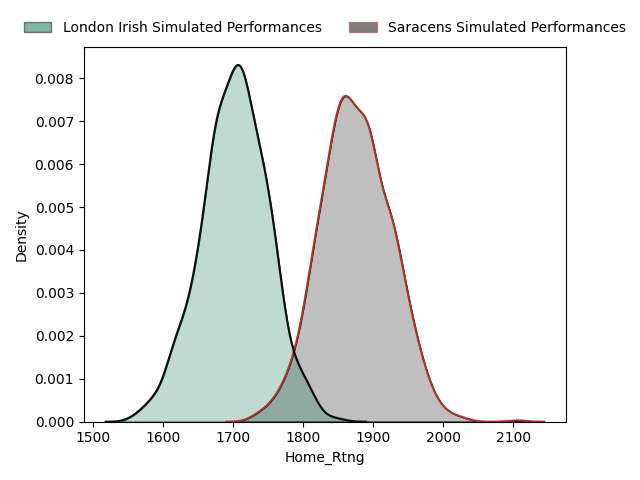 London Irish Simulated Performances Saracens Simulated Performances
0.008
0.007
0.006
0.005
0.004
0.003
0.002
0.001
0.000
Density
1500 1600 1700 1800 1900 2000 2100
Home_Rtng